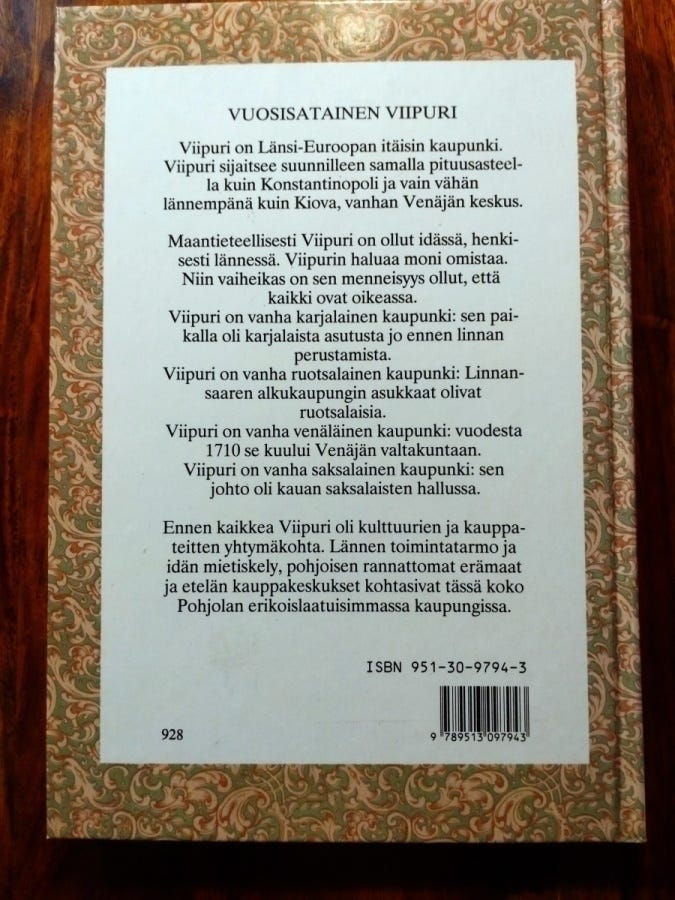 VUOSISATAINEN VIIPURI
Viipuri on Länsi-Euroopan itäisin kaupunki.
Viipuri sijaitsee suunnilleen samalla pituusasteel-
la kuin Konstantinopoli ja vain vähän
lännempänä kuin Kiova, vanhan Venäjän keskus.
Maantieteellisesti Viipuri on ollut idässä, henki-
sesti lännessä. Viipurin haluaa moni omistaa.
Niin vaiheikas on sen menneisyys ollut, että
kaikki ovat oikeassa.
Viipuri on vanha karjalainen kaupunki: sen pai-
kalla oli karjalaista asutusta jo ennen linnan
perustamista.
Viipuri on vanha ruotsalainen kaupunki: Linnan-
saaren alkukaupungin asukkaat olivat
ruotsalaisia.
Viipuri on vanha venäläinen kaupunki: vuodesta
1710 se kuului Venäjän valtakuntaan.
Viipuri on vanha saksalainen kaupunki: sen
johto oli kauan saksalaisten hallussa.
Ennen kaikkea Viipuri oli kulttuurien ja kauppa-
teitten yhtymäkohta. Lännen toimintatarmo ja
idän mietiskely, pohjoisen rannattomat erämaat
ja etelän kauppakeskukset kohtasivat tässä koko
Pohjolan erikoislaatuisimmassa kaupungissa.
ISBN 951-30-9794-3
9 789513 097943
928